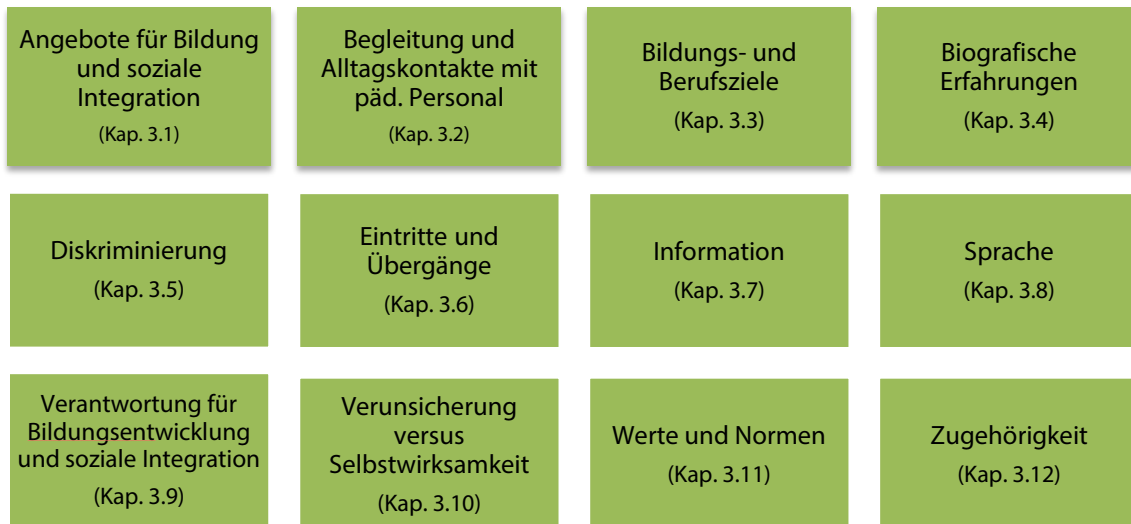 Angebote für Bildung
und soziale
Integration
(Kap. 3.1)
Begleitung und
Alltagskontakte mit
päd. Personal
(Kap. 3.2)
Bildungs- und
Berufsziele
(Kap. 3.3)
Biografische
Erfahrungen
(Kap. 3.4)
Diskriminierung
(Kap. 3.5)
Eintritte und
Übergänge
(Kap. 3.6)
Information
(Kap. 3.7)
Sprache
(Kap. 3.8)
Verantwortung für
Bildungsentwicklung
und soziale Integration
(Kap. 3.9)
Verunsicherung
versus
Selbstwirksamkeit
(Kap. 3.10)
Werte und Normen
(Kap. 3.11)
Zugehörigkeit
(Kap. 3.12)